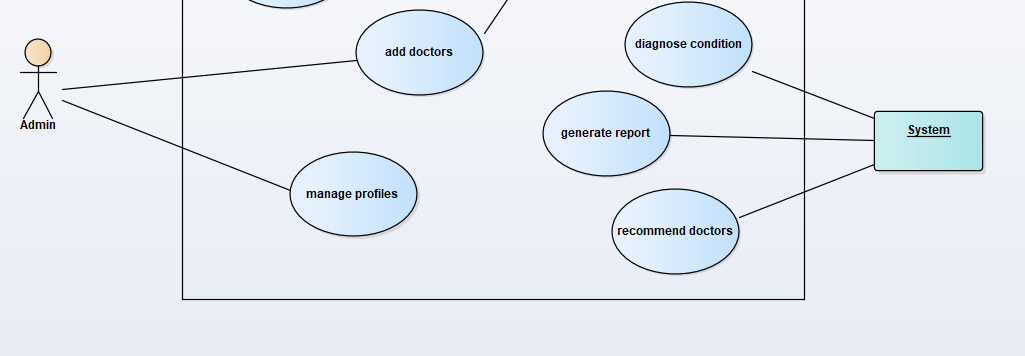 diagnose condition
add doctors
Admin
generate report
System
manage profiles
recommend doctors